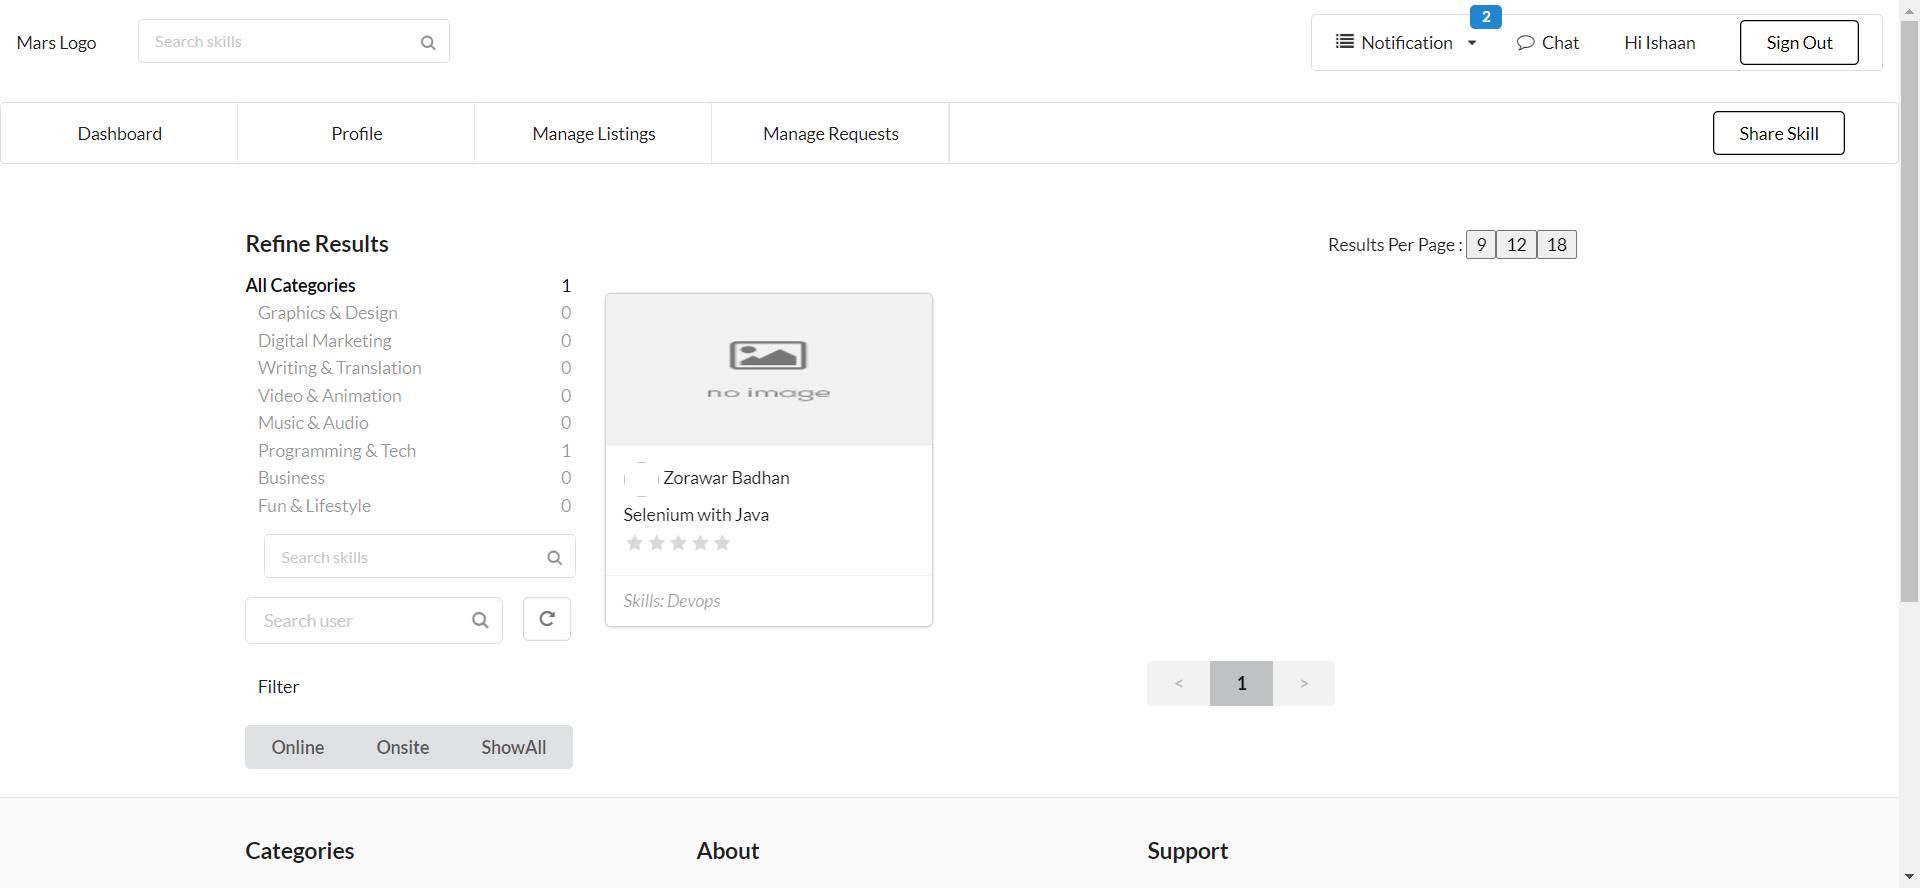 Mars Logo
Search skills
2
Notification
Chat
Hi Ishaan
Sign Out
Dashboard
Profile
Manage Listings
Manage Requests
Share Skill
Refine Results
Results Per Page : 9 12 18
All Categories 1
Graphics & Design 0
Digital Marketing 0
Writing & Translation 0
Video & Animation 0
Music & Audio 0
Programming & Tech 1
Business 0
Fun & Lifestyle 0
Search skills
Search user
Filter
Online Onsite ShowAll
no image
Zorawar Badhan
Selenium with Java
Skills: Devops
< 1 >
Categories
About
Support